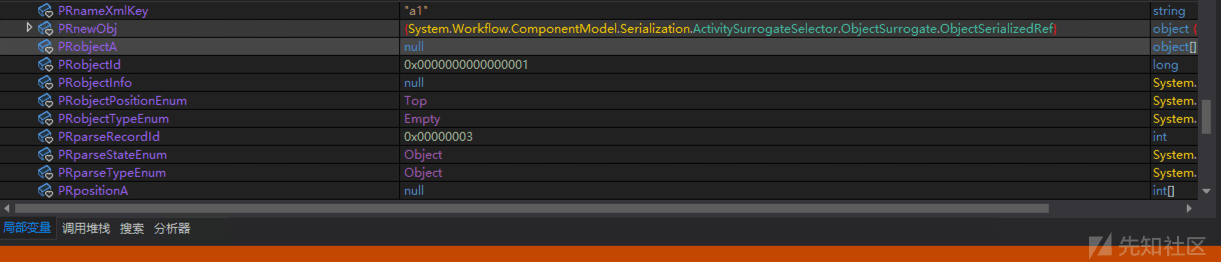 PRnameXmlKey "a1" string
PRnewObj {System.Workflow.ComponentModel.Serialization.ActivitySurrogateSelector.ObjectSurrogate.ObjectSerializedRef} object {
PRobjectA null object[]
PRobjectId 0x0000000000000001 long
PRobjectInfo null System.
PRobjectPositionEnum Top System.
PRobjectTypeEnum Empty System.
PRparseRecordId 0x00000003 int
PRparseStateEnum Object System.
PRparseTypeEnum Object System.
PRpositionA null int[]
局部变量 调用堆栈 搜索 分析器
先知社区